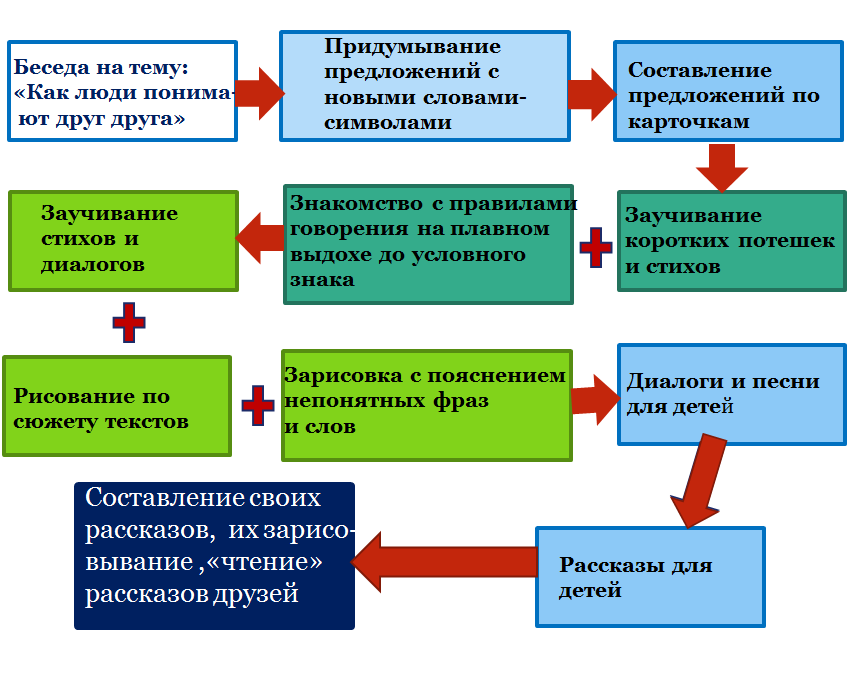 Беседа на тему:
«Как люди понима-
ют друг друга»
Придумывание
предложений с
новыми словами-
символами
Составление
предложений по
карточкам
Заучивание
стихов и
диалогов
Знакомство с правилами
говорения на плавном
выдохе до условного
знака
Заучивание
коротких потешек
и стихов
Рисование по
сюжету текстов
Зарисовка с пояснением
непонятных фраз
и слов
Диалоги и песни
для детей
Составление своих
рассказов, их зарисо-
вывание ,«чтение»
рассказов друзей
Рассказы для
детей